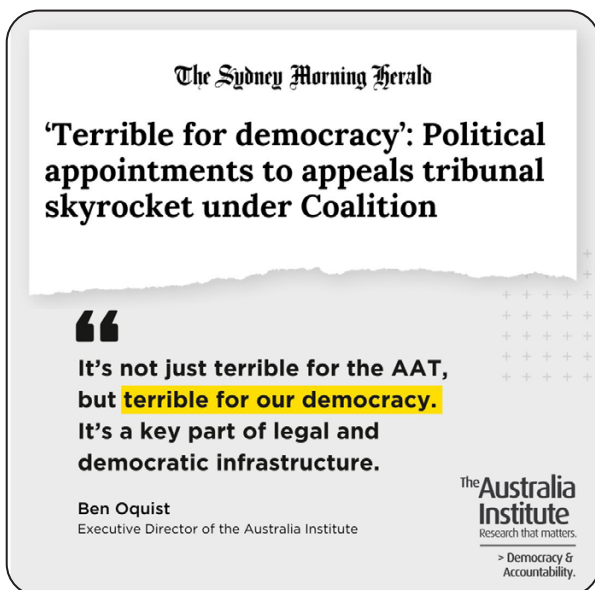 The Sydney Morning Herald
‘Terrible for democracy’: Political
appointments to appeals tribunal
skyrocket under Coalition
“
It’s not just terrible for the AAT,
but terrible for our democracy.
It’s a key part of legal and
democratic infrastructure.
Ben Oquist
Executive Director of the Australia Institute
The Australia
Institute
Research that matters.
> Democracy &
Accountability.